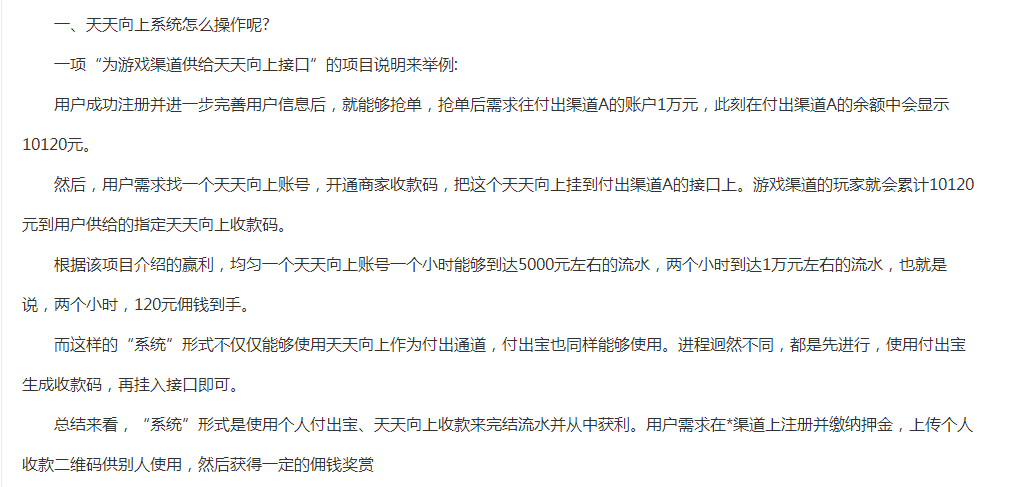 一、天天向上系统怎么操作呢?
一项“为游戏渠道供给天天向上接口”的项目说明来举例:
用户成功注册并进一步完善用户信息后，就能够抢单，抢单后需求往付出渠道A的账户1万元，此刻在付出渠道A的余额中会显示
10120元。
然后，用户需求找一个天天向上账号，开通商家收款码，把这个天天向上挂到付出渠道A的接口上。游戏渠道的玩家就会累计10120
元到用户供给的指定天天向上收款码。
根据该项目介绍的赢利，均匀一个天天向上账号一个小时能够到达5000元左右的流水，两个小时到达1万元左右的流水，也就是
说，两个小时，120元佣钱到手。
而这样的“系统”形式不仅仅能够使用天天向上作为付出通道，付出宝也同样能够使用。进程迥然不同，都是先进行，使用付出宝
生成收款码，再挂入接口即可。
总结来看，“系统”形式是使用个人付出宝、天天向上收款来完结流水并从中获利。用户需求在*渠道上注册并缴纳押金，上传个人
收款二维码供别人使用，然后获得一定的佣钱奖赏